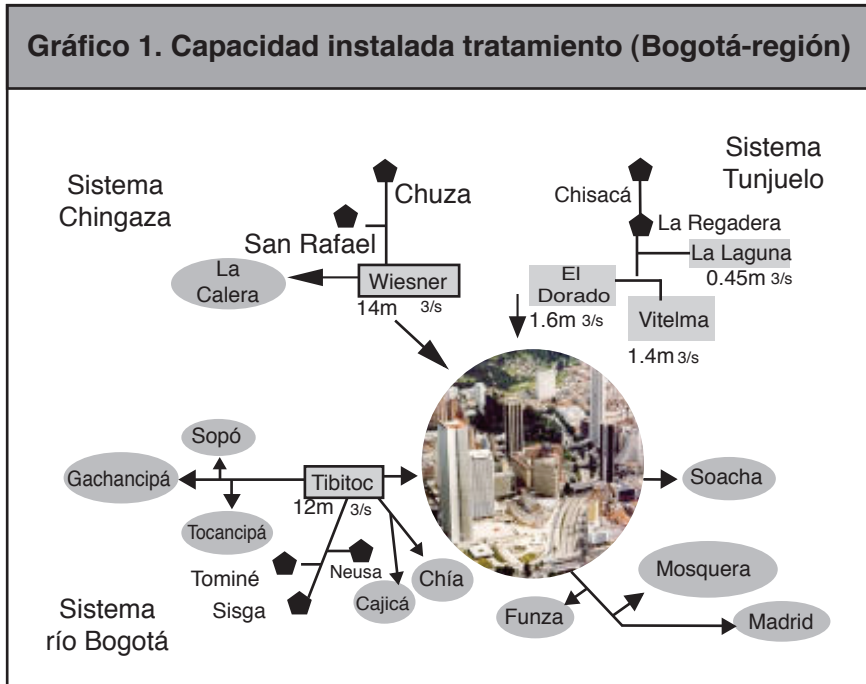 Gráfico 1. Capacidad instalada tratamiento (Bogotá-región)
Sistema
Chingaza
Chuza
San Rafael
La
Calera
Wiesner
14m 3/s
Sistema
Tunjuelo
Chisacá
La Regadera
La Laguna
0.45m 3/s
El
Dorado
1.6m 3/s
Vitelma
1.4m 3/s
Sopó
Gachancipá
Tocancipá
Tibitoc
12m 3/s
Tominé
Neusa
Sisga
Cajicá
Chía
Sistema
río Bogotá
Soacha
Mosquera
Funza
Madrid